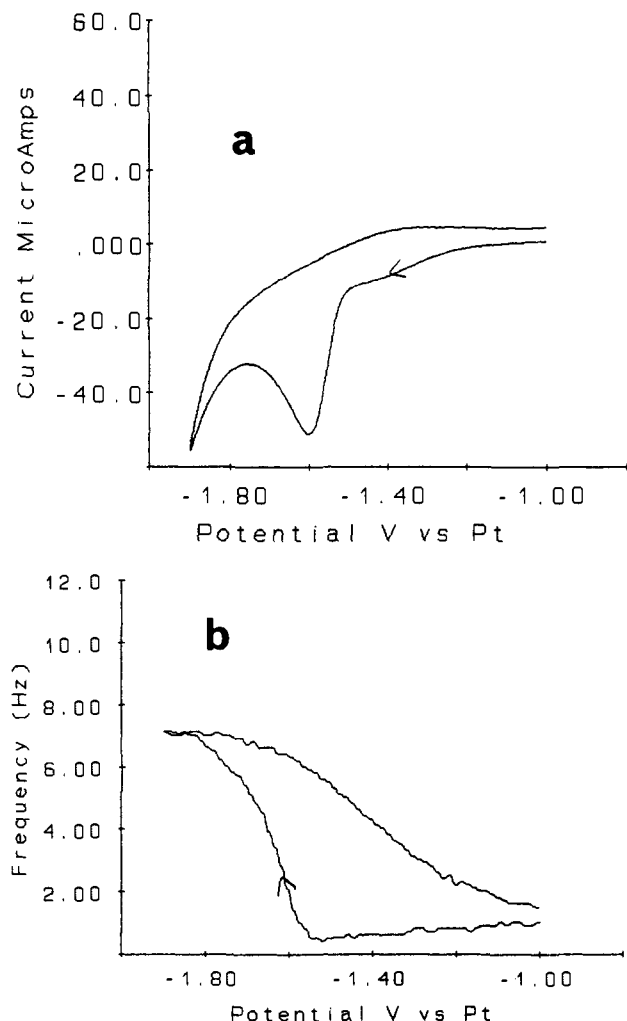 60.0
40.0
20.0
.000
-20.0
-40.0
Current MicroAmps
a
-1.80 -1.40 -1.00
Potential V vs Pt
12.0
10.0
8.00
6.00
4.00
2.00
Frequency (Hz)
b
-1.80 -1.40 -1.00
Potential V vs Pt